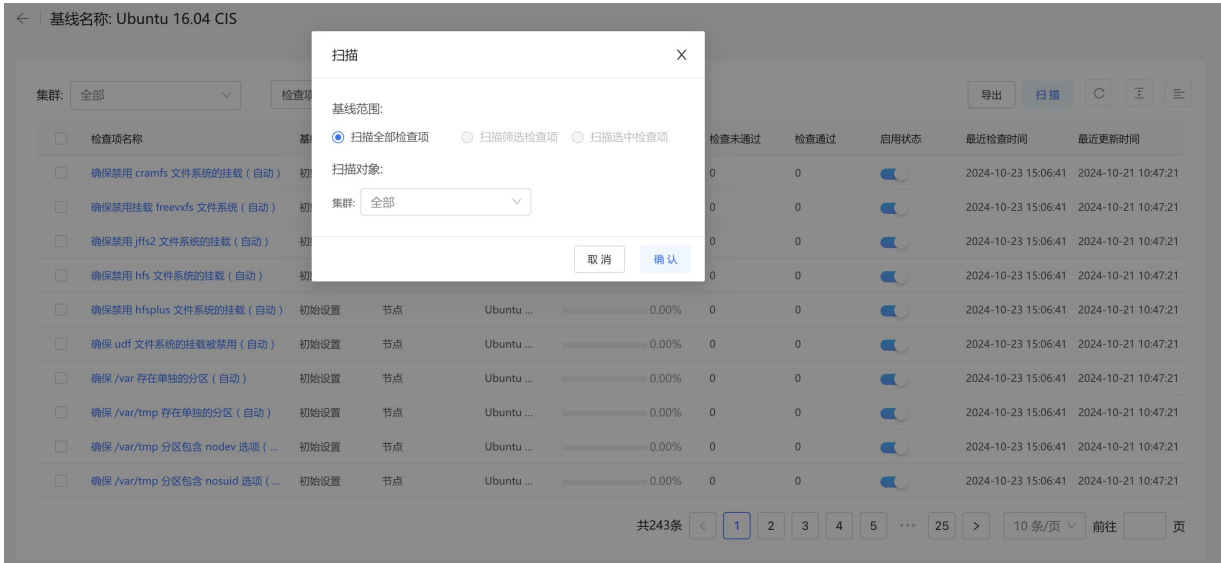 基线名称: Ubuntu 16.04 CIS
扫描
基线范围:
扫描全部检查项 扫描筛选检查项 扫描选中检查项
扫描对象:
集群: 全部
取 消 确 认
集群: 全部 检查项 导出 扫 描
检查项名称 检查未通过 检查通过 启用状态 最近检查时间 最近更新时间
确保禁用 cramfs 文件系统的挂载 ( 自动 ) 0 0 2024-10-23 15:06:41 2024-10-21 10:47:21
确保禁用挂载 freevxfs 文件系统 ( 自动 ) 0 0 2024-10-23 15:06:41 2024-10-21 10:47:21
确保禁用 jffs2 文件系统的挂载 ( 自动 ) 0 0 2024-10-23 15:06:41 2024-10-21 10:47:21
确保禁用 hfs 文件系统的挂载 ( 自动 ) 0 0 2024-10-23 15:06:41 2024-10-21 10:47:21
确保禁用 hfsplus 文件系统的挂载 ( 自动 ) 初始设置 节点 Ubuntu ... 0.00% 0 0 2024-10-23 15:06:41 2024-10-21 10:47:21
确保 udf 文件系统的挂载被禁用 ( 自动 ) 初始设置 节点 Ubuntu ... 0.00% 0 0 2024-10-23 15:06:41 2024-10-21 10:47:21
确保 /var 存在单独的分区 ( 自动 ) 初始设置 节点 Ubuntu ... 0.00% 0 0 2024-10-23 15:06:41 2024-10-21 10:47:21
确保 /var/tmp 存在单独的分区 ( 自动 ) 初始设置 节点 Ubuntu ... 0.00% 0 0 2024-10-23 15:06:41 2024-10-21 10:47:21
确保 /var/tmp 分区包含 nodev 选项 ( ... 初始设置 节点 Ubuntu ... 0.00% 0 0 2024-10-23 15:06:41 2024-10-21 10:47:21
确保 /var/tmp 分区包含 nosuid 选项 ( ... 初始设置 节点 Ubuntu ... 0.00% 0 0 2024-10-23 15:06:41 2024-10-21 10:47:21
共243条 < 1 2 3 4 5 ••• 25 > 10 条/页 前往 页